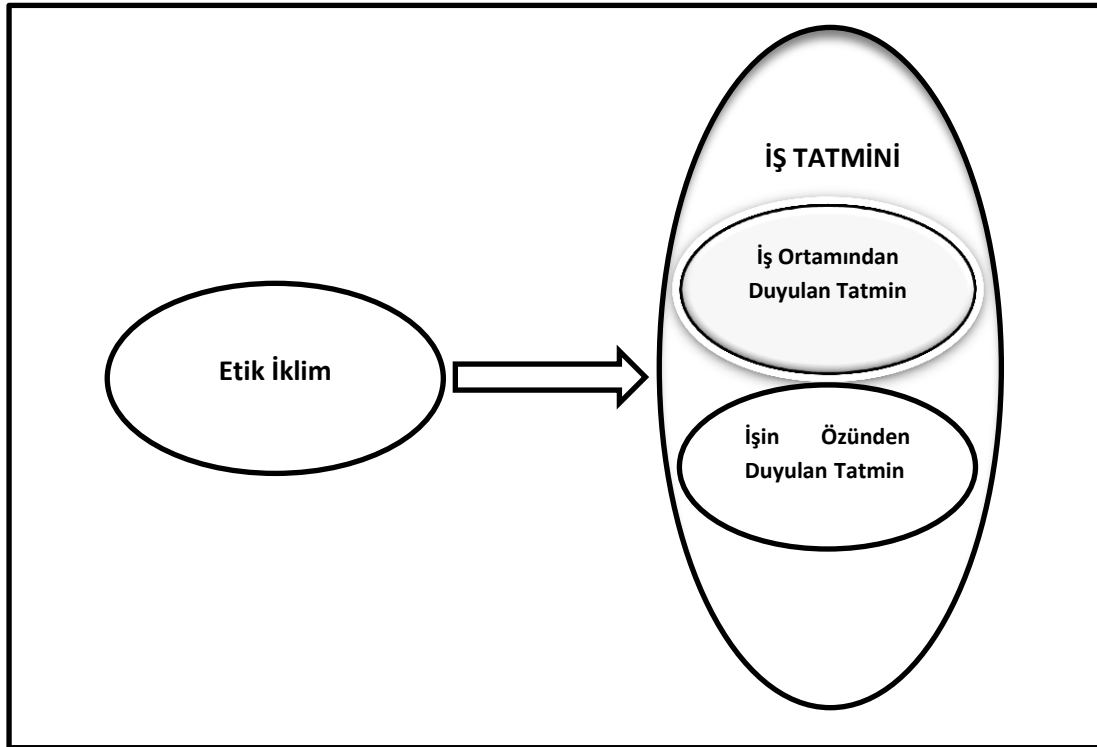 İŞ TATMİNİ
İş Ortamından
Duyulan Tatmin
Etik İklim
İşin Özünden
Duyulan Tatmin